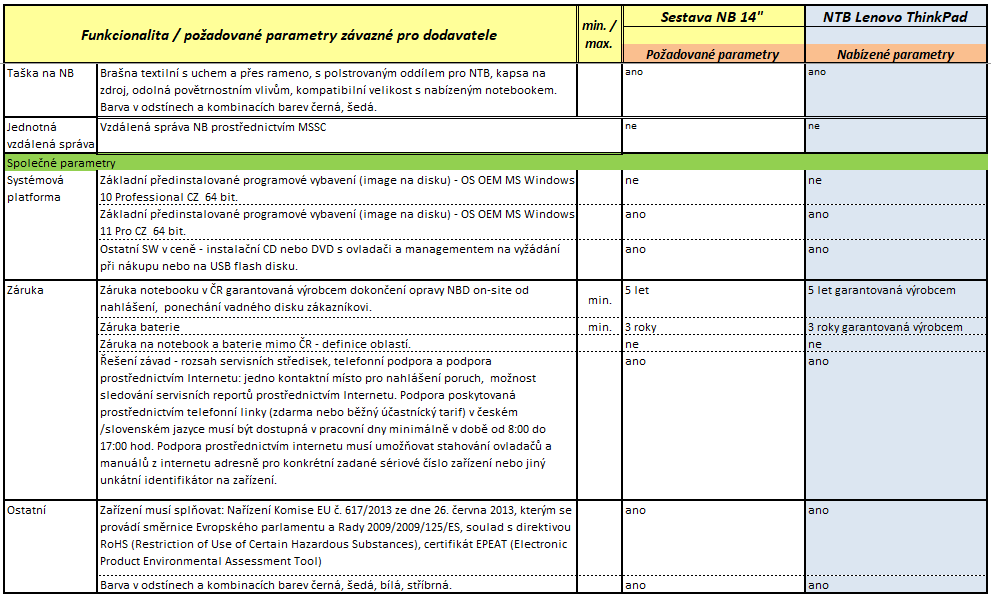 Funkcionalita / požadované parametry závazné pro dodavatele
min. /
max.
Sestava NB 14"
NTB Lenovo ThinkPad
Požadované parametry
Nabízené parametry
Taška na NB
Brašna textilní s uchem a přes rameno, s polstrovaným oddílem pro NTB, kapsa na
zdroj, odolná povětrnostním vlivům, kompatibilní velikost s nabízeným notebookem.
Barva v odstínech a kombinacích barev černá, šedá.
ano
ano
Jednotná
vzdálená správa
Vzdálená správa NB prostřednictvím MSSC
ne
ne
Společné parametry
Systémová
platforma
Základní předinstalované programové vybavení (image na disku) - OS OEM MS Windows
10 Professional CZ 64 bit.
ne
ne
Základní předinstalované programové vybavení (image na disku) - OS OEM MS Windows
11 Pro CZ 64 bit.
ano
ano
Ostatní SW v ceně - instalační CD nebo DVD s ovladači a managementem na vyžádání
při nákupu nebo na USB flash disku.
ano
ano
Záruka
Záruka notebooku v ČR garantovaná výrobcem dokončení opravy NBD on-site od
nahlášení, ponechání vadného disku zákazníkovi.
min.
5 let
5 let garantovaná výrobcem
Záruka baterie
min.
3 roky
3 roky garantovaná výrobcem
Záruka na notebook a baterie mimo ČR - definice oblastí.
ne
ne
Řešení závad - rozsah servisních středisek, telefonní podpora a podpora
prostřednictvím Internetu: jedno kontaktní místo pro nahlášení poruch, možnost
sledování servisních reportů prostřednictvím Internetu. Podpora poskytovaná
prostřednictvím telefonní linky (zdarma nebo běžný účastnický tarif) v českém
/slovenském jazyce musí být dostupná v pracovní dny minimálně v době od 8:00 do
17:00 hod. Podpora prostřednictvím internetu musí umožňovat stahování ovladačů a
manuálů z internetu adresně pro konkrétní zadané sériové číslo zařízení nebo jiný
unkátní identifikátor na zařízení.
ano
ano
Ostatní
Zařízení musí splňovat: Nařízení Komise EU č. 617/2013 ze dne 26. června 2013, kterým se
provádí směrnice Evropského parlamentu a Rady 2009/2009/125/ES, soulad s direktivou
RoHS (Restriction of Use of Certain Hazardous Substances), certifikát EPEAT (Electronic
Product Environmental Assessment Tool)
ano
ano
Barva v odstínech a kombinacích barev černá, šedá, bílá, stříbrná.
ano
ano